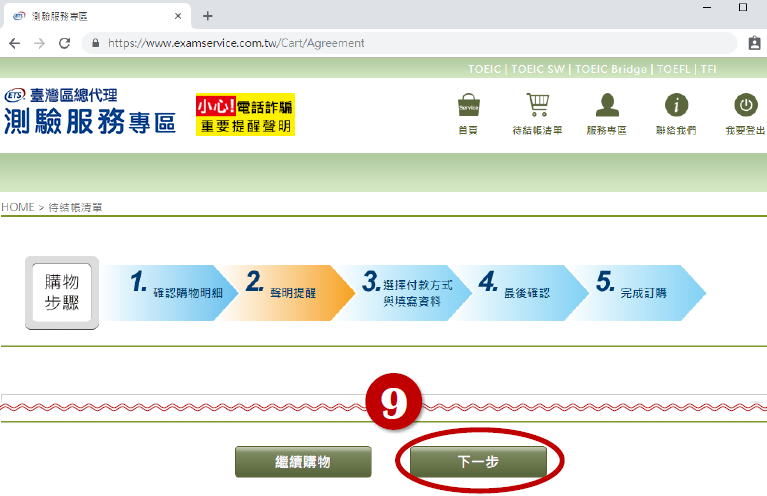 測驗服務專區
https://www.examservice.com.tw/Cart/Agreement
TOEIC | TOEIC SW | TOEIC Bridge | TOEFL | TFI
ETS 臺灣區總代理
測驗服務專區
小心! 電話詐騙
重要提醒聲明
Service
首頁
待結帳清單
服務專區
聯絡我們
我要登出
HOME > 待結帳清單
購物
步驟
1. 確認購物明細
2. 聲明提醒
3. 選擇付款方式
與填寫資料
4. 最後確認
5. 完成訂購
9
繼續購物
下一步